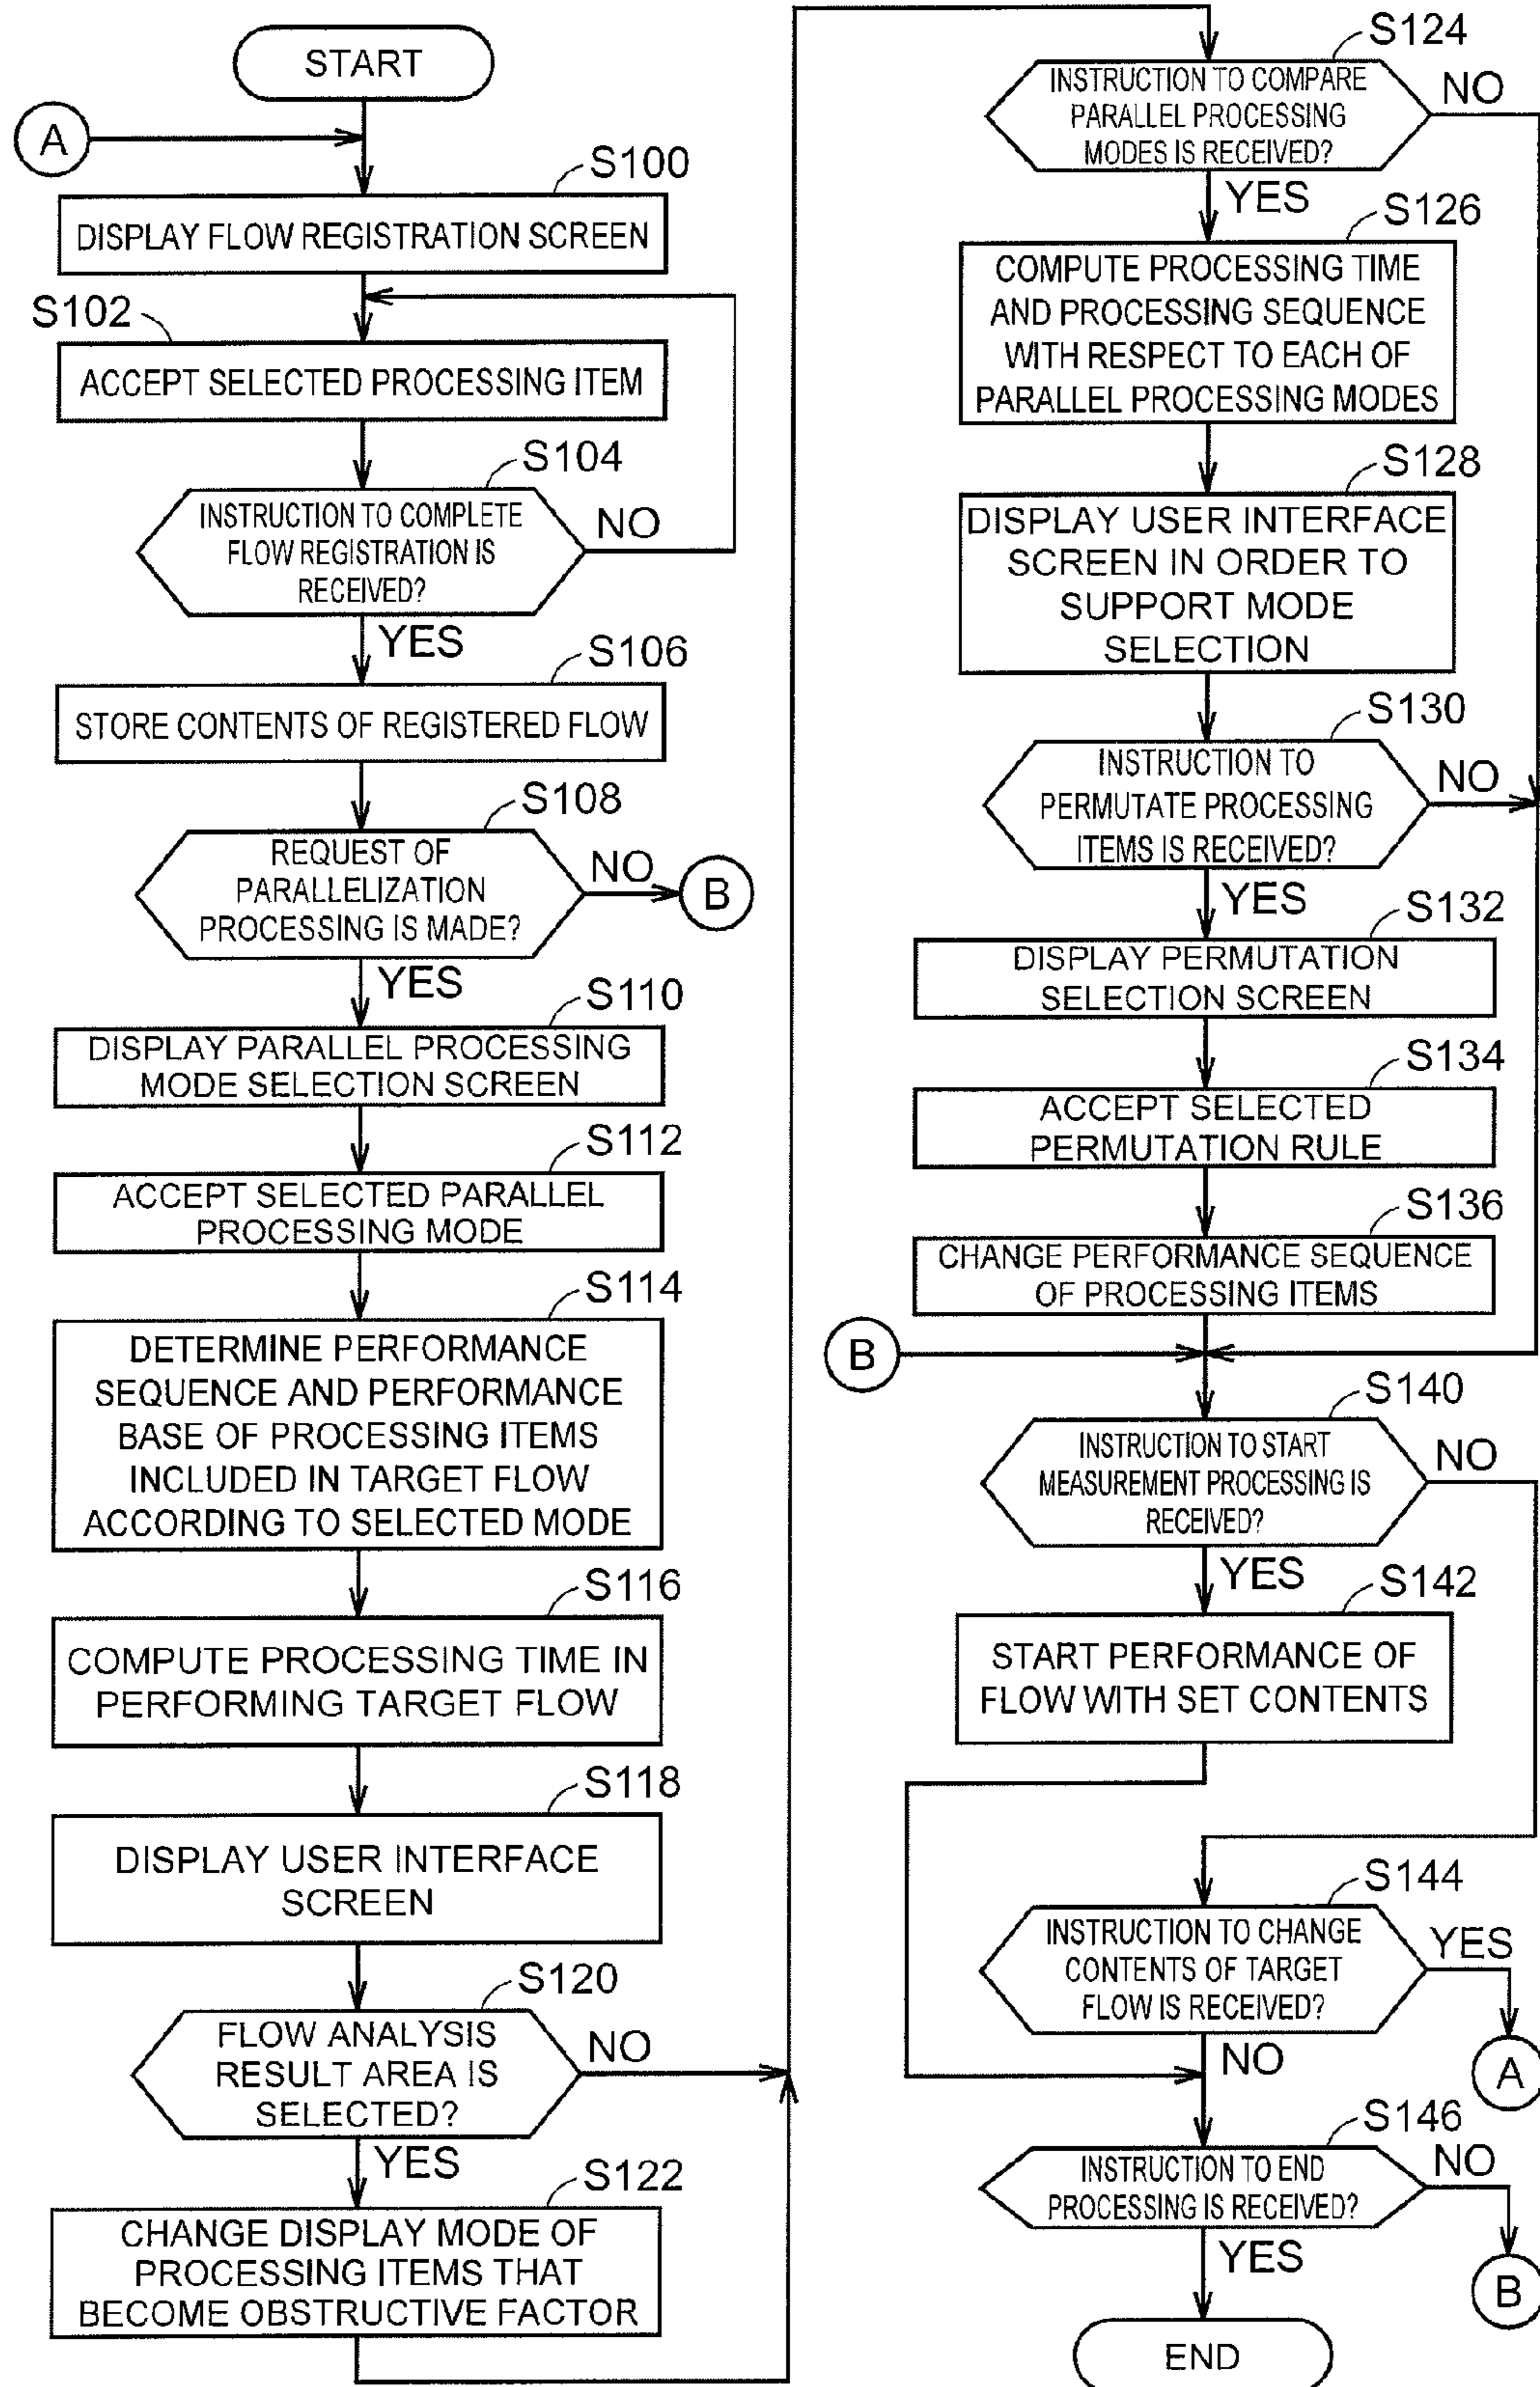 START
A
S100
DISPLAY FLOW REGISTRATION SCREEN
S102
ACCEPT SELECTED PROCESSING ITEM
S104
INSTRUCTION TO COMPLETE
FLOW REGISTRATION IS
RECEIVED?
NO
YES
S106
STORE CONTENTS OF REGISTERED FLOW
S108
REQUEST OF
PARALLELIZATION
PROCESSING IS MADE?
NO
B
YES
S110
DISPLAY PARALLEL PROCESSING
MODE SELECTION SCREEN
S112
ACCEPT SELECTED PARALLEL
PROCESSING MODE
S114
DETERMINE PERFORMANCE
SEQUENCE AND PERFORMANCE
BASE OF PROCESSING ITEMS
INCLUDED IN TARGET FLOW
ACCORDING TO SELECTED MODE
S116
COMPUTE PROCESSING TIME IN
PERFORMING TARGET FLOW
S118
DISPLAY USER INTERFACE
SCREEN
S120
FLOW ANALYSIS
RESULT AREA IS
SELECTED?
NO
YES
S122
CHANGE DISPLAY MODE OF
PROCESSING ITEMS THAT
BECOME OBSTRUCTIVE FACTOR
S124
INSTRUCTION TO COMPARE
PARALLEL PROCESSING
MODES IS RECEIVED?
NO
YES
S126
COMPUTE PROCESSING TIME
AND PROCESSING SEQUENCE
WITH RESPECT TO EACH OF
PARALLEL PROCESSING MODES
S128
DISPLAY USER INTERFACE
SCREEN IN ORDER TO
SUPPORT MODE
SELECTION
S130
INSTRUCTION TO
PERMUTATE PROCESSING
ITEMS IS RECEIVED?
NO
YES
S132
DISPLAY PERMUTATION
SELECTION SCREEN
S134
ACCEPT SELECTED
PERMUTATION RULE
S136
CHANGE PERFORMANCE SEQUENCE
OF PROCESSING ITEMS
B
S140
INSTRUCTION TO START
MEASUREMENT PROCESSING IS
RECEIVED?
NO
YES
S142
START PERFORMANCE OF
FLOW WITH SET CONTENTS
S144
INSTRUCTION TO CHANGE
CONTENTS OF TARGET
FLOW IS RECEIVED?
YES
A
NO
S146
INSTRUCTION TO END
PROCESSING IS RECEIVED?
NO
B
YES
END